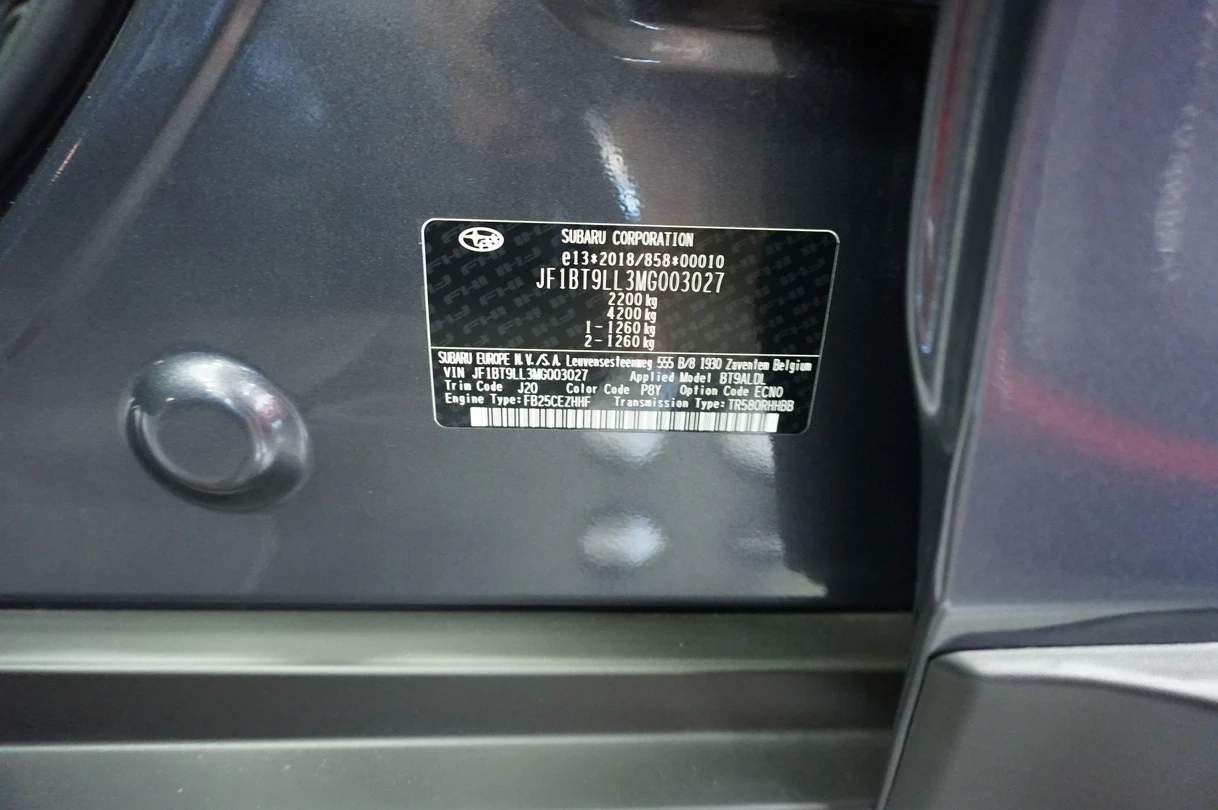 SUBARU CORPORATION
e13*2018/858*00010
JF1BT9LL3MG003027
2200 kg
4200 kg
1 - 1260 kg
2 - 1260 kg
SUBARU EUROPE N.V./S.A. Leuvensesteenweg 555 B/8 1930 Zaventem Belgium
VIN JF1BT9LL3MG003027 Applied Model BT9ALDL
Trim Code J20 Color Code P8Y Option Code ECNO
Engine Type: FB25CEZHHF Transmission Type: TR580RHHBB